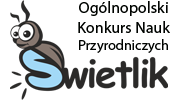 Ogólnopolski
Konkurs Nauk
Przyrodniczych
Świetlik